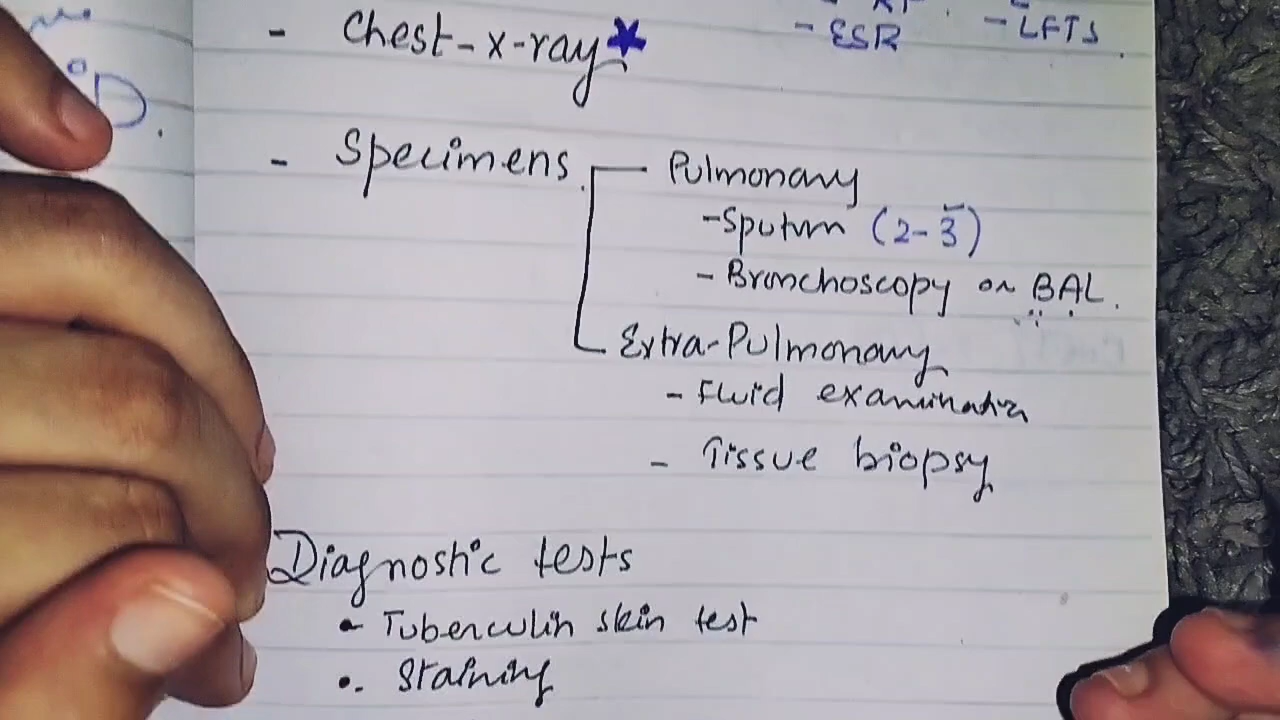 - ESR - LFTS.
- Chest-x-ray
- Specimens. Pulmonary
- Sputum (2-3)
- Bronchoscopy or BAL.
Extra-Pulmonary
- Fluid examination
- Tissue biopsy
Diagnostic tests
- Tuberculin skin test
•. Staining